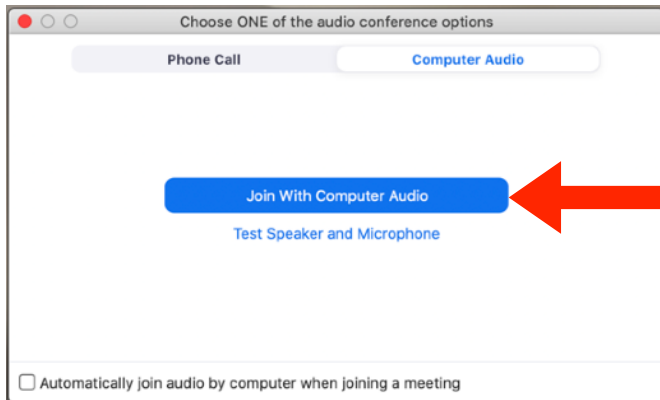 Choose ONE of the audio conference options
Phone Call
Computer Audio
Join With Computer Audio
Test Speaker and Microphone
Automatically join audio by computer when joining a meeting